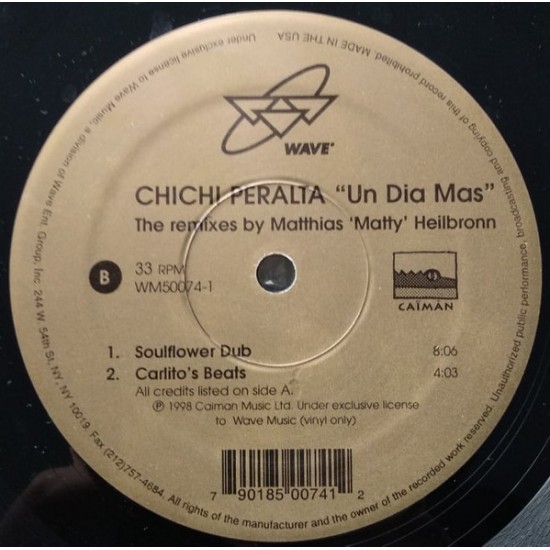 WAVE
CHICHI PERALTA "Un Dia Mas"
The remixes by Matthias 'Matty' Heilbronn
B
33 RPM
WM50074-1
CAIMÁN
1. Soulflower Dub 8:06
2. Carlito's Beats 4:03
All credits listed on side A.
℗ 1998 Caiman Music Ltd. Under exclusive license
to Wave Music (vinyl only)
7 90185 00741 2
Under exclusive license to Wave Music, a division of Wave Ent. Group, Inc. 244 W. 54th St, NY, NY 10019. Fax (212)757-4684. All rights of the manufacturer and the owner of the recorded work reserved. Unauthorized public performance, broadcasting and copying of this record prohibited. MADE IN THE USA